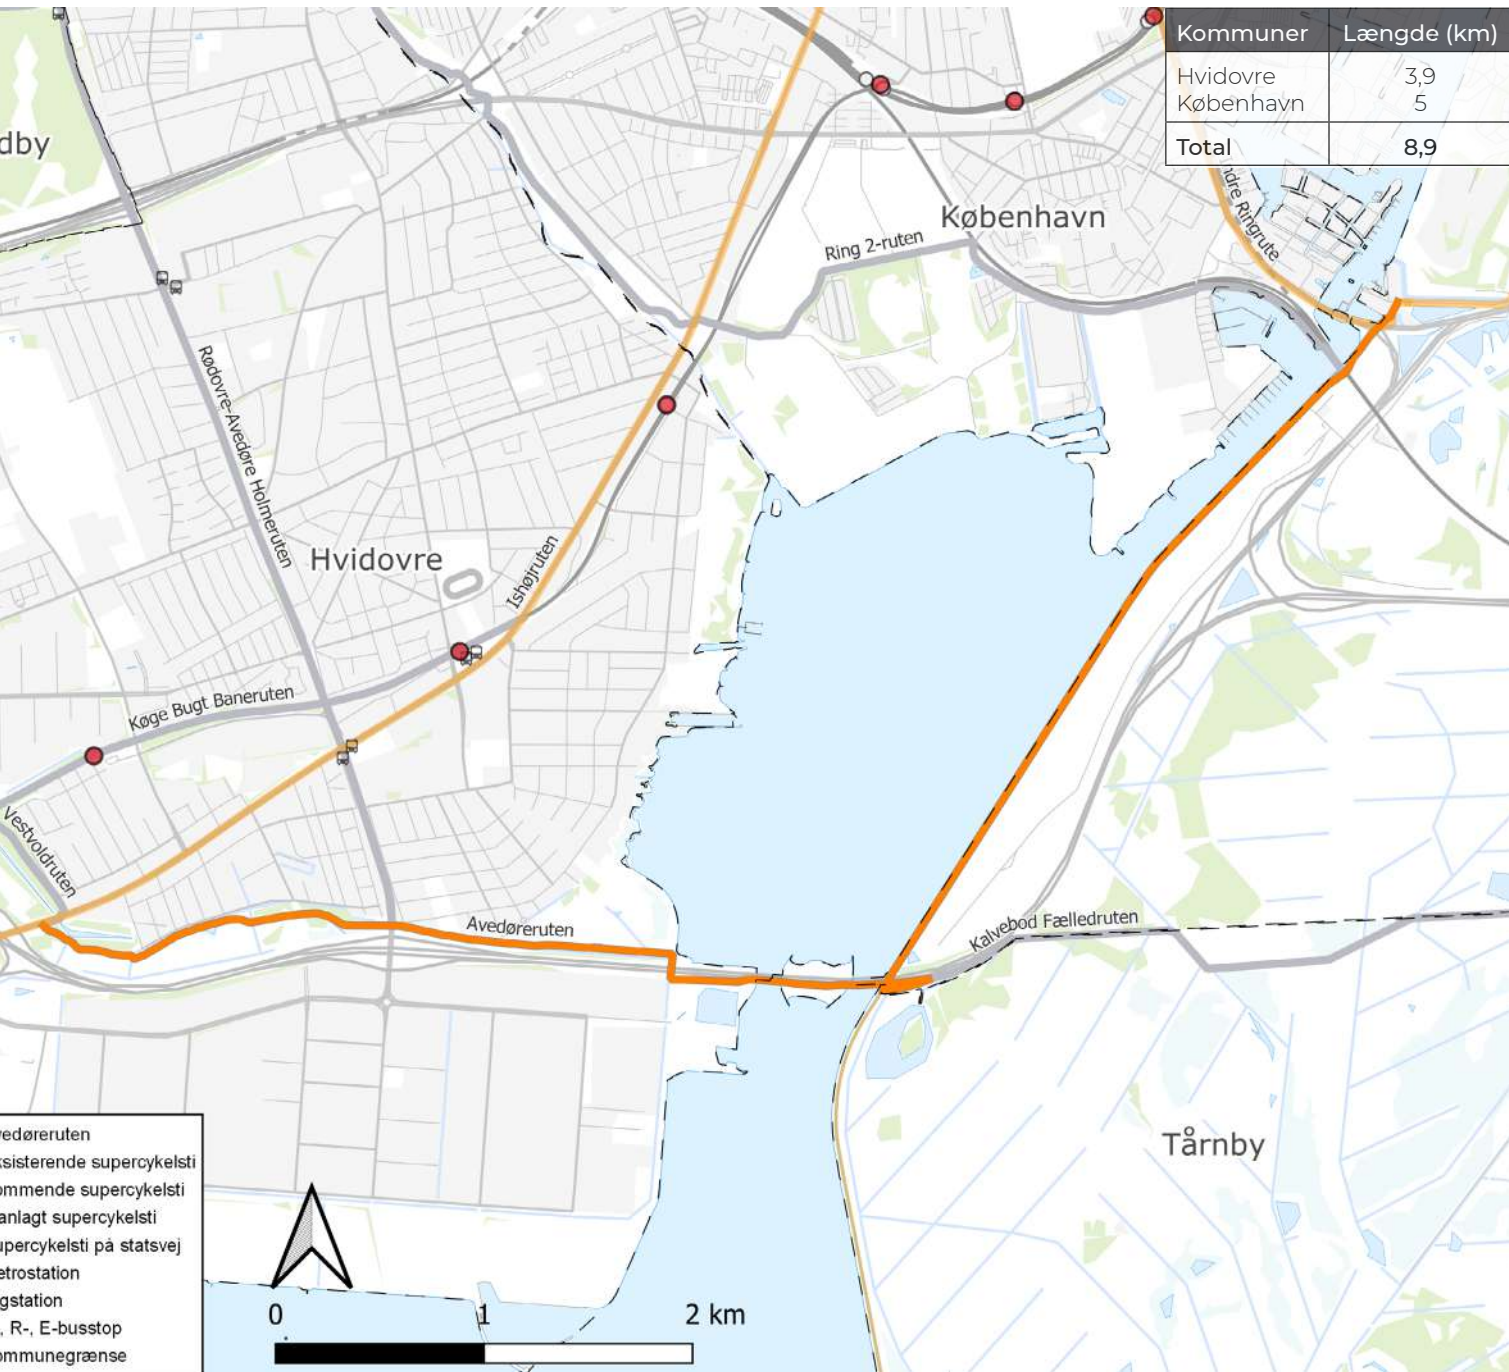 Kommuner Længde (km)
Hvidovre 3,9
København 5
Total 8,9
dby
København
Ring 2-ruten
ndre Ringrute
Rødovre-Avedøre Holmeruten
Hvidovre
Ishøjruten
Køge Bugt Baneruten
Vestvoldruten
Avedøreruten
Kalvebod Fælledruten
Tårnby
vedøreruten
ksisterende supercykelsti
ommende supercykelsti
anlagt supercykelsti
upercykelsti på statsvej
etrostation
gstation
, R-, E-busstop
ommunegrænse
0 1 2 km